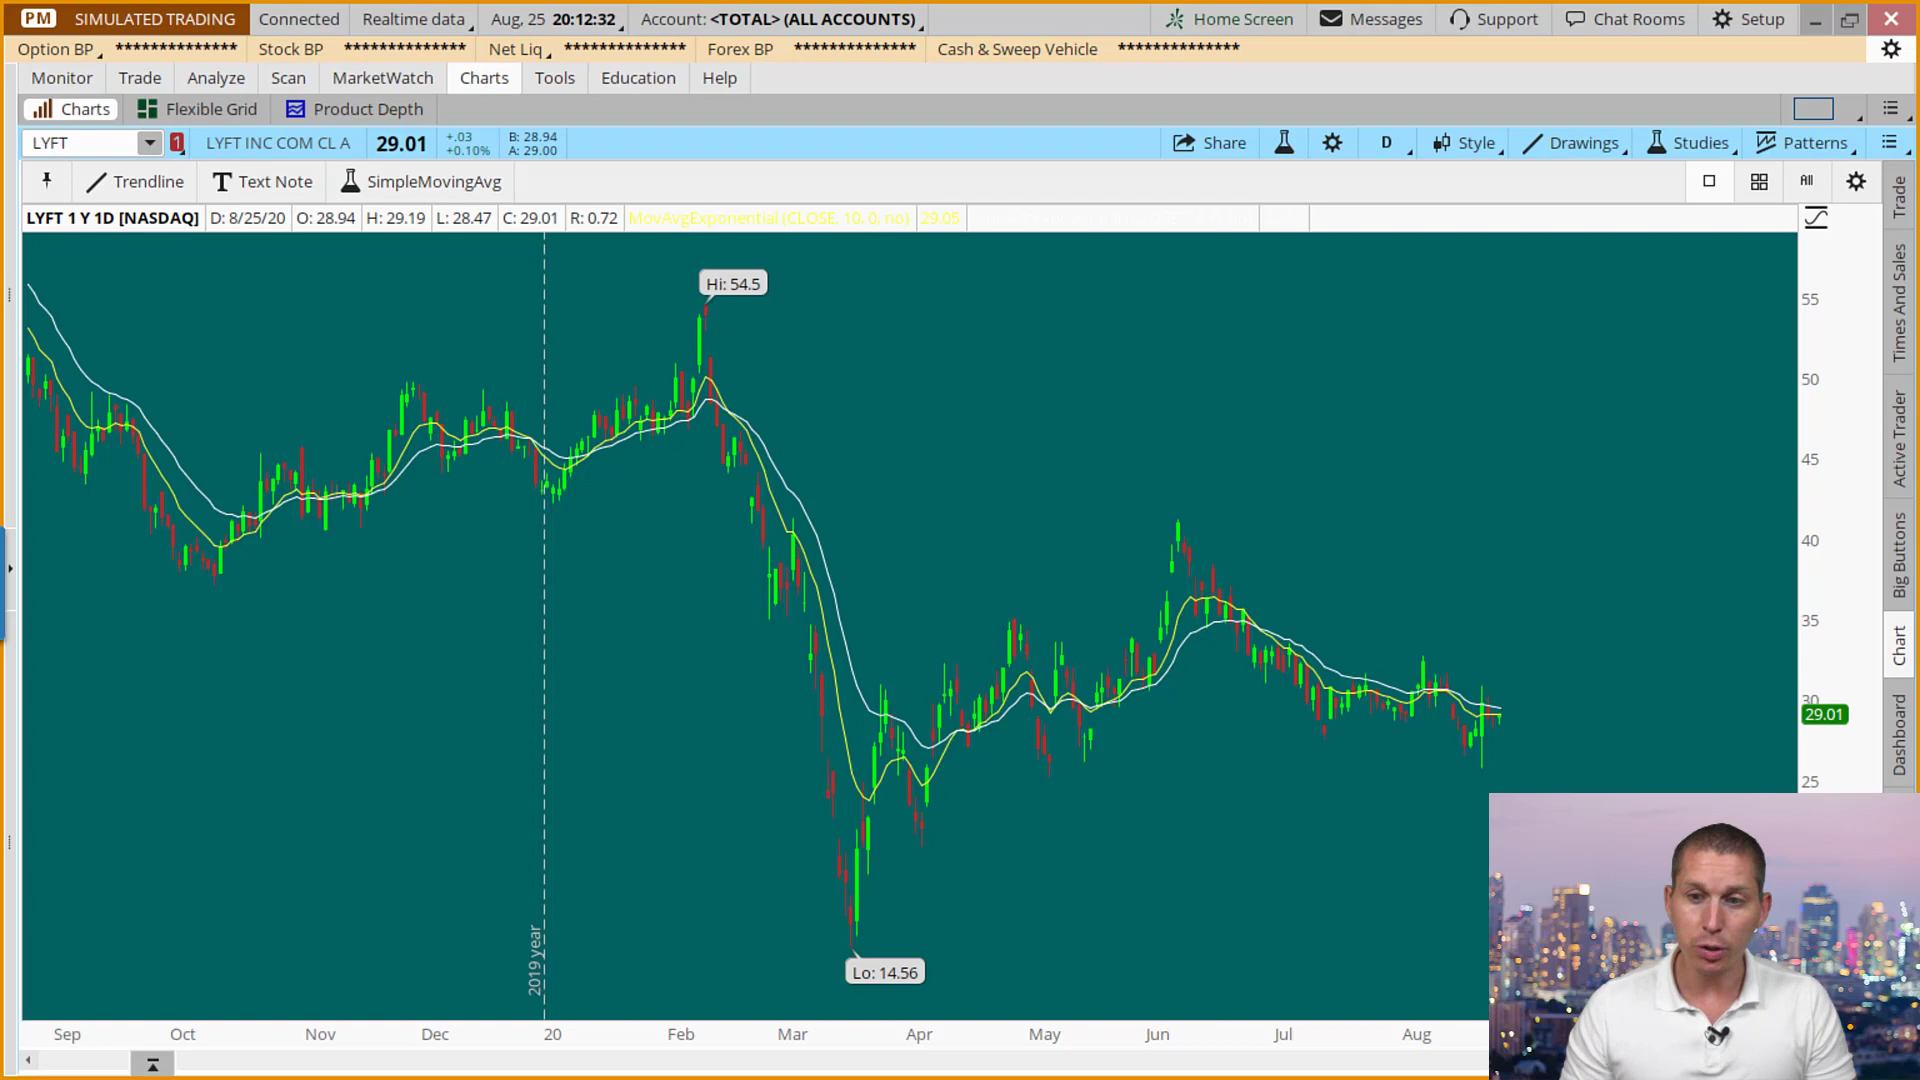 PM SIMULATED TRADING Connected Realtime data Aug, 25 20:12:32 Account: <TOTAL> (ALL ACCOUNTS) Home Screen Messages Support Chat Rooms Setup
Option BP ************** Stock BP ************** Net Liq ************** Forex BP ************** Cash & Sweep Vehicle **************
Monitor Trade Analyze Scan MarketWatch Charts Tools Education Help
Charts Flexible Grid Product Depth
LYFT 1 LYFT INC COM CL A 29.01 +.03 +0.10% B: 28.94 A: 29.00 Share D Style Drawings Studies Patterns
Trendline Text Note SimpleMovingAvg All
LYFT 1 Y 1D [NASDAQ] D: 8/25/20 O: 28.94 H: 29.19 L: 28.47 C: 29.01 R: 0.72 MovAvgExponential (CLOSE, 10, 0, no) 29.05
Hi: 54.5
55
50
45
40
35
30
29.01
25
Lo: 14.56
2019 year
Sep Oct Nov Dec 20 Feb Mar Apr May Jun Jul Aug
Trade
Times And Sales
Active Trader
Big Buttons
Chart
Dashboard